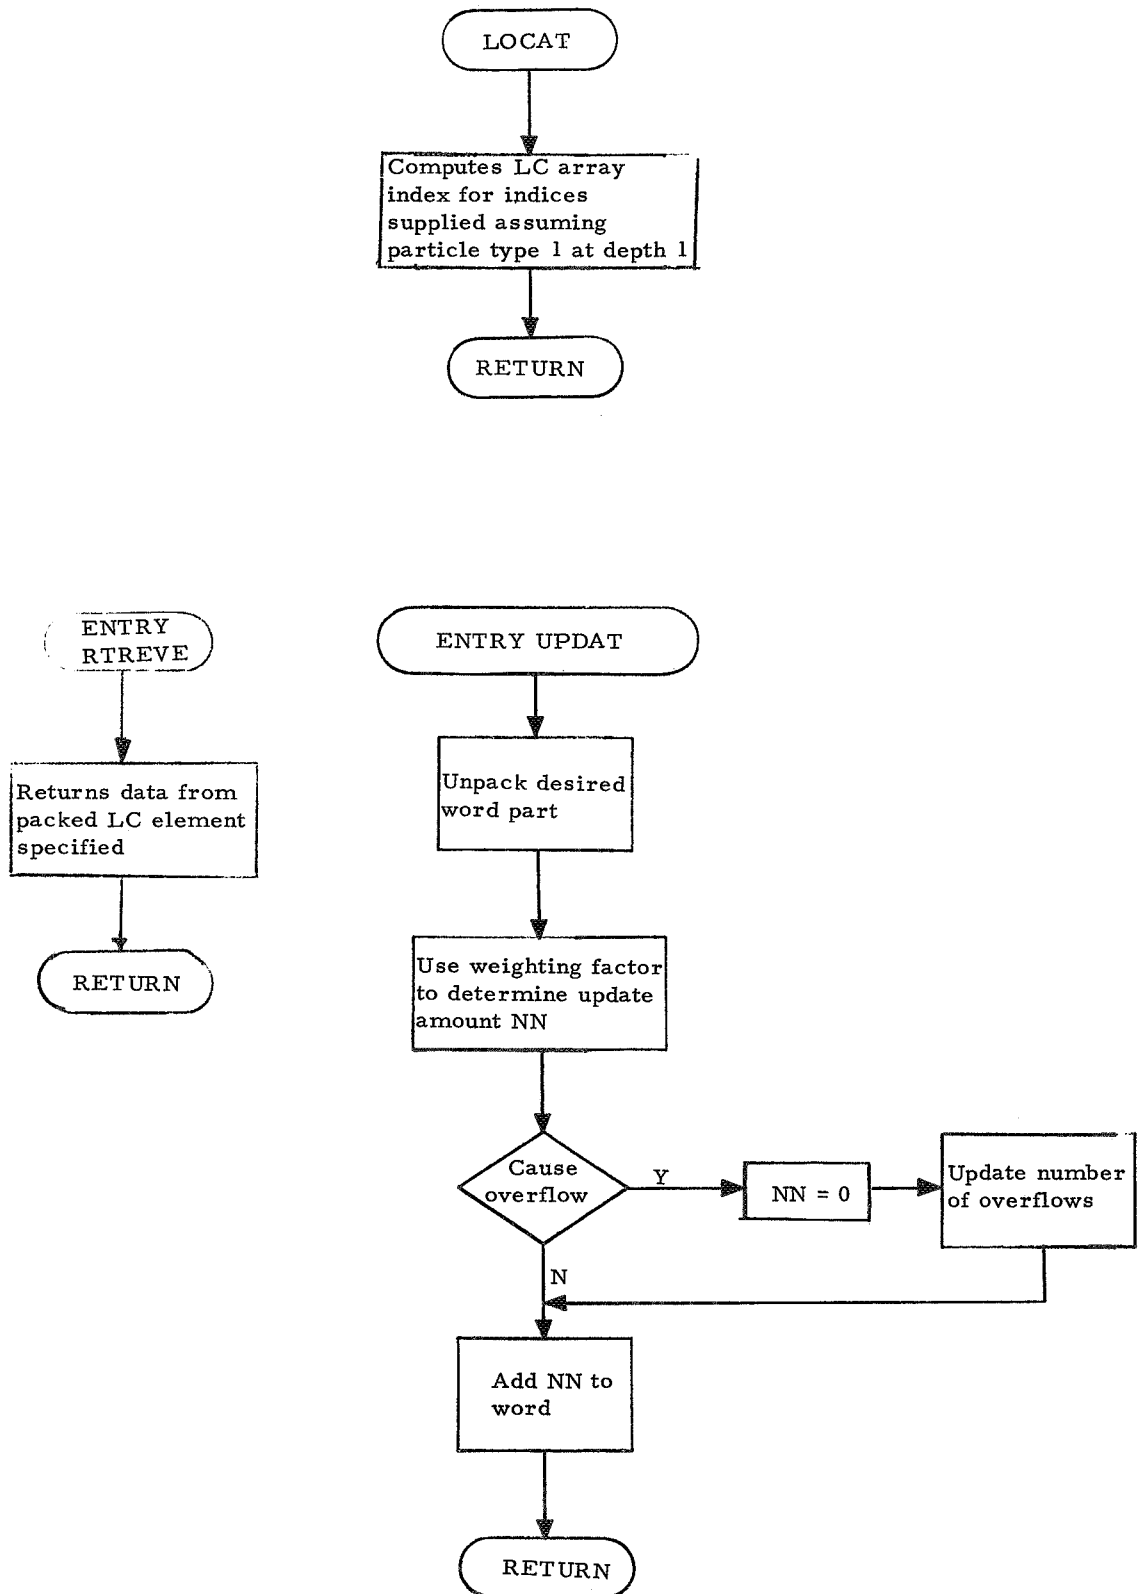 LOCAT
Computes LC array
index for indices
supplied assuming
particle type 1 at depth 1
RETURN
ENTRY
RTREVE
Returns data from
packed LC element
specified
RETURN
ENTRY UPDAT
Unpack desired
word part
Use weighting factor
to determine update
amount NN
Cause
overflow
Y
NN = 0
Update number
of overflows
N
Add NN to
word
RETURN